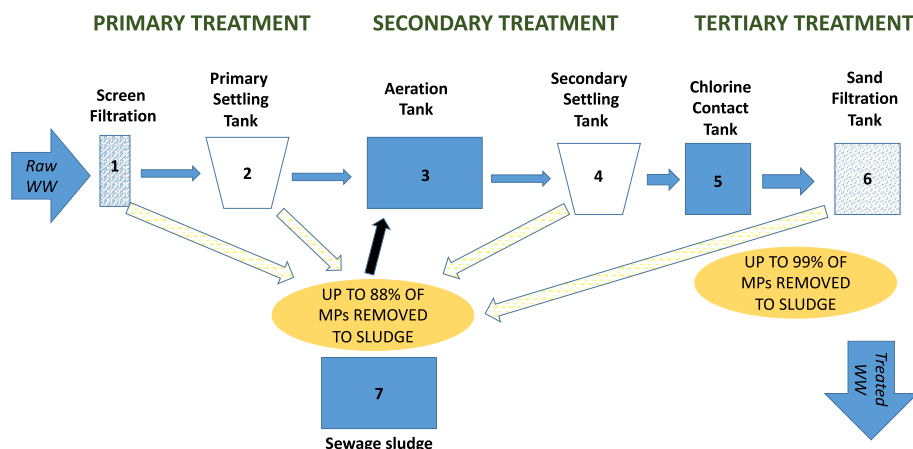 PRIMARY TREATMENT
SECONDARY TREATMENT
TERTIARY TREATMENT
Screen
Filtration
Primary
Settling
Tank
Aeration
Tank
Secondary
Settling
Tank
Chlorine
Contact
Tank
Sand
Filtration
Tank
Raw
WW
1
2
3
4
5
6
UP TO 88% OF
MPs REMOVED
TO SLUDGE
UP TO 99% OF
MPs REMOVED
TO SLUDGE
7
Sewage sludge
Treated
WW